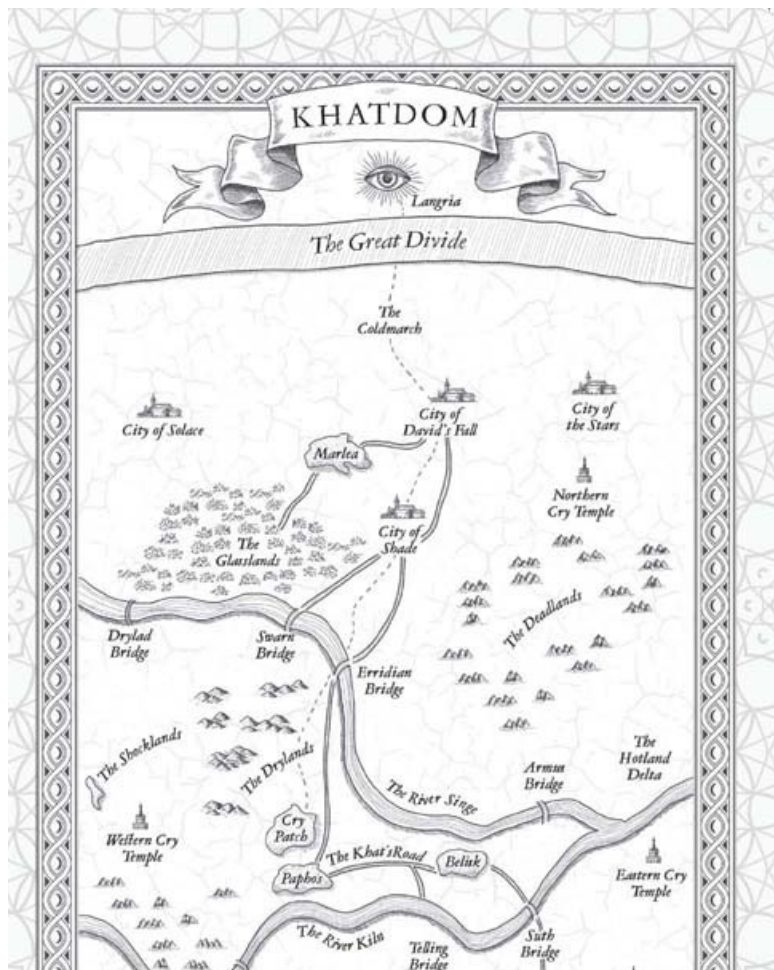 KHATDOM
Langria
The Great Divide
The
Coldmarch
City of Solace
City of
David's Fall
City of
the Stars
Marlea
Northern
Cry Temple
City of
Shade
The
Glasslands
The Deadlands
Drylad
Bridge
Swarn
Bridge
Erridian
Bridge
The Shocklands
The Drylands
The
Hotland
Delta
Armus
Bridge
The River Singe
Western Cry
Temple
Cry
Patch
The Khat's Road
Belisk
Paphos
Eastern Cry
Temple
The River Kiln
Telling
Bridge
Suth
Bridge